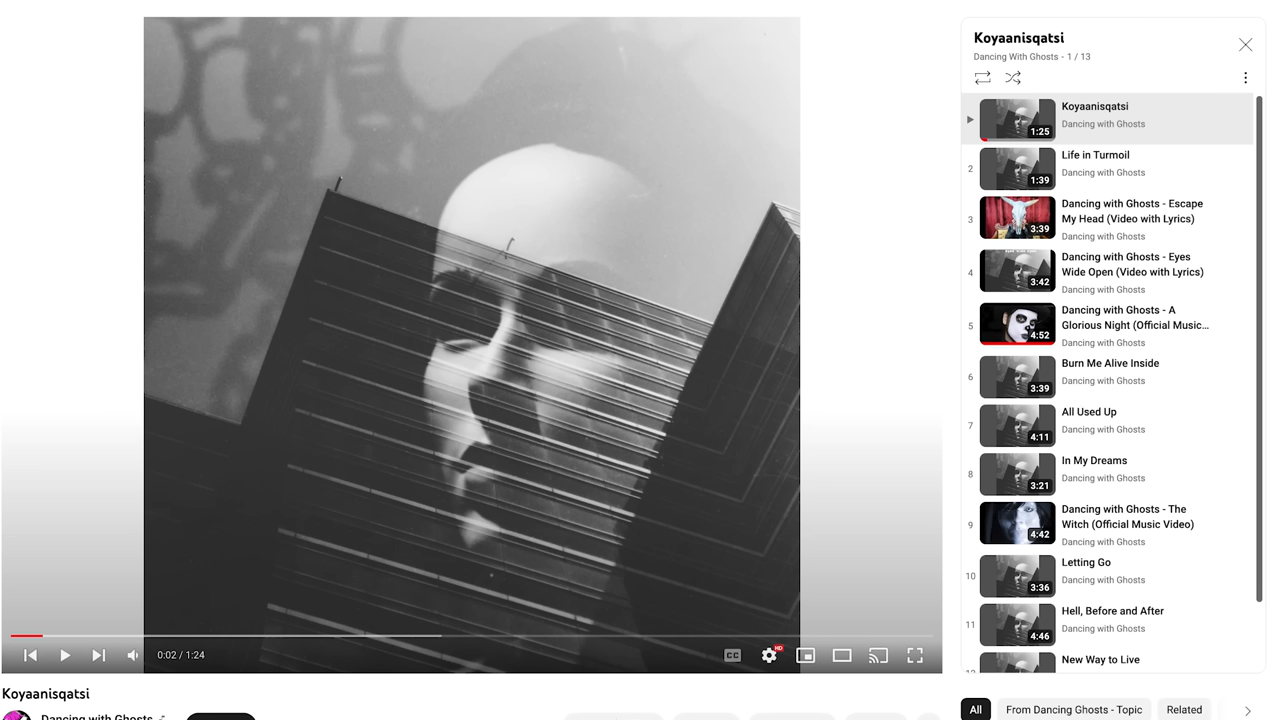 Koyaanisqatsi
Dancing With Ghosts - 1 / 13
1:25
Koyaanisqatsi
Dancing with Ghosts
2
1:39
Life in Turmoil
Dancing with Ghosts
3
3:39
Dancing with Ghosts - Escape
My Head (Video with Lyrics)
Dancing with Ghosts
4
3:42
Dancing with Ghosts - Eyes
Wide Open (Video with Lyrics)
Dancing with Ghosts
5
4:52
Dancing with Ghosts - A
Glorious Night (Official Music...
Dancing with Ghosts
6
3:39
Burn Me Alive Inside
Dancing with Ghosts
7
4:11
All Used Up
Dancing with Ghosts
8
3:21
In My Dreams
Dancing with Ghosts
9
4:42
Dancing with Ghosts - The
Witch (Official Music Video)
Dancing with Ghosts
10
3:36
Letting Go
Dancing with Ghosts
11
4:46
Hell, Before and After
Dancing with Ghosts
12
New Way to Live
0:02 / 1:24
CC
HD
Koyaanisqatsi
Dancing with Ghosts
All
From Dancing Ghosts - Topic
Related